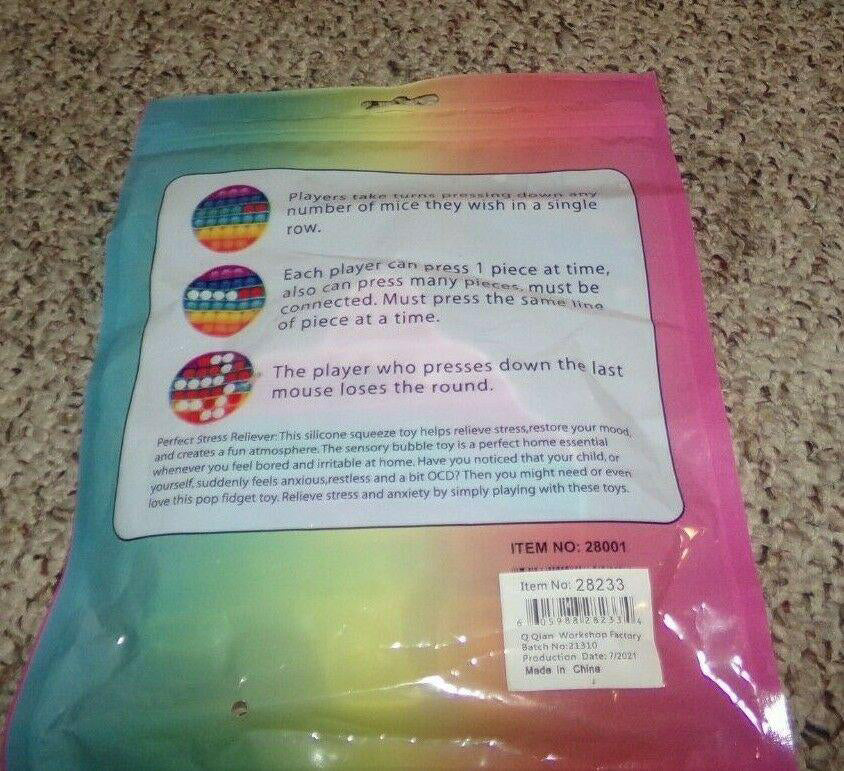 Players take turns pressing down any
number of mice they wish in a single
row.
Each player can press 1 piece at time,
also can press many pieces, must be
connected. Must press the same line
of piece at a time.
The player who presses down the last
mouse loses the round.
Perfect Stress Reliever: This silicone squeeze toy helps relieve stress,restore your mood,
and creates a fun atmosphere. The sensory bubble toy is a perfect home essential
whenever you feel bored and irritable at home. Have you noticed that your child, or
yourself, suddenly feels anxious,restless and a bit OCD? Then you might need or even
love this pop fidget toy. Relieve stress and anxiety by simply playing with these toys.
ITEM NO: 28001
Item No: 28233
6 05988 28233 4
Q Qian Workshop Factory
Batch No:21310
Production Date: 7/2021
Made in China